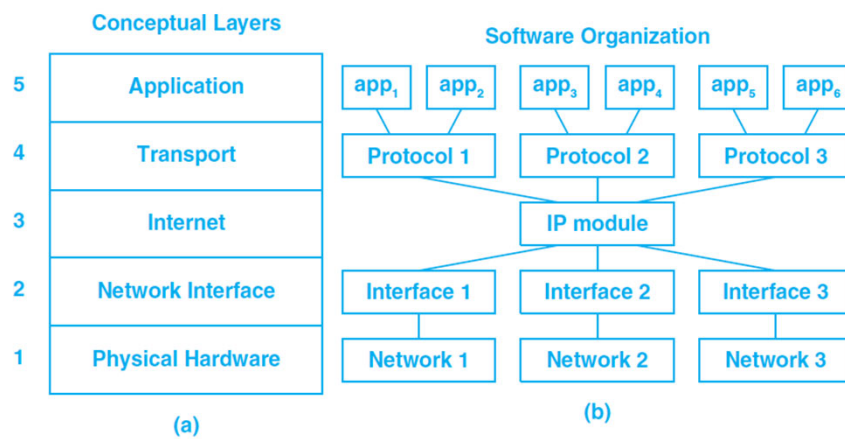 Conceptual Layers
5 Application
4 Transport
3 Internet
2 Network Interface
1 Physical Hardware
(a)
Software Organization
app₁ app₂ app₃ app₄ app₅ app₆
Protocol 1 Protocol 2 Protocol 3
IP module
Interface 1 Interface 2 Interface 3
Network 1 Network 2 Network 3
(b)